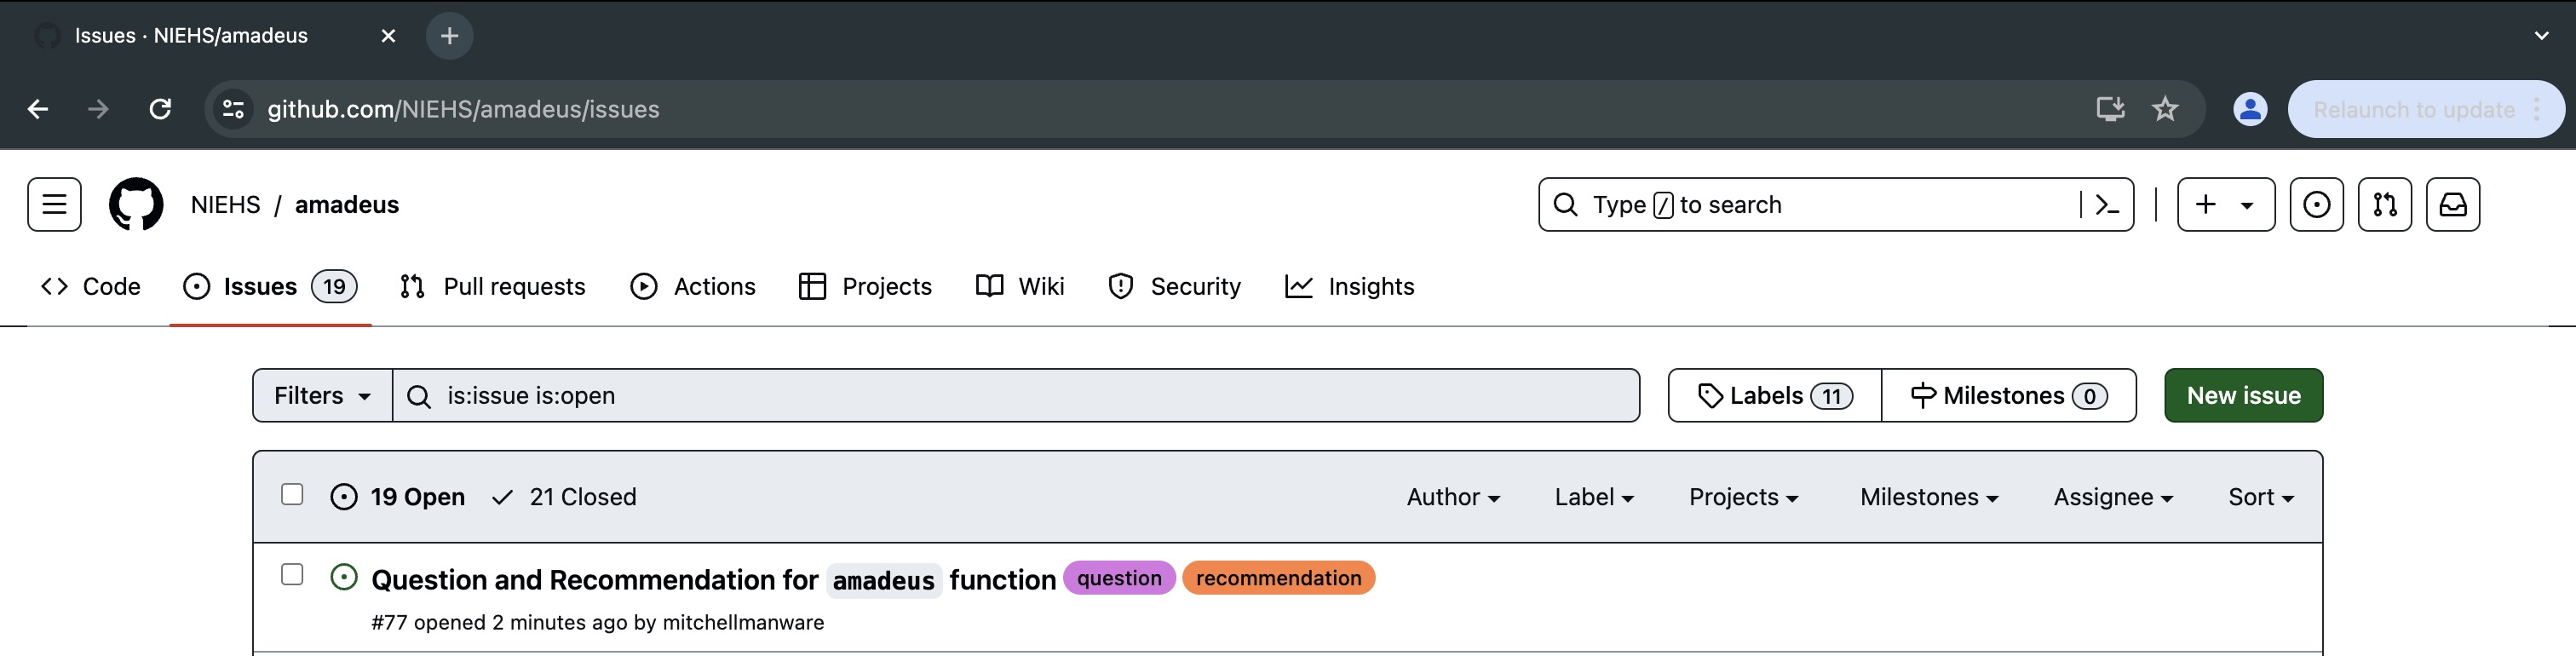 Issues · NIEHS/amadeus
github.com/NIEHS/amadeus/issues
Relaunch to update
NIEHS / amadeus
Type / to search
Code Issues 19 Pull requests Actions Projects Wiki Security Insights
Filters is:issue is:open Labels 11 Milestones 0 New issue
19 Open 21 Closed Author Label Projects Milestones Assignee Sort
Question and Recommendation for amadeus function question recommendation
#77 opened 2 minutes ago by mitchellmanware